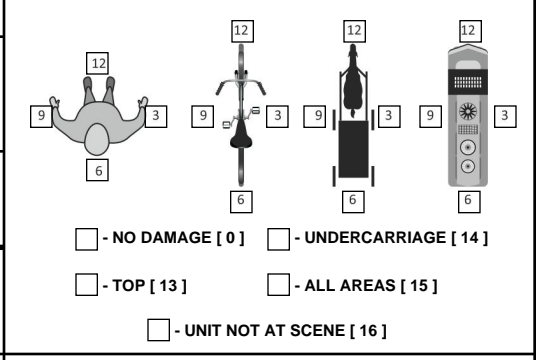 12 12 12 12
9 3 9 3 9 3 9 3
6 6 6 6
- NO DAMAGE [ 0 ] - UNDERCARRIAGE [ 14 ]
- TOP [ 13 ] - ALL AREAS [ 15 ]
- UNIT NOT AT SCENE [ 16 ]